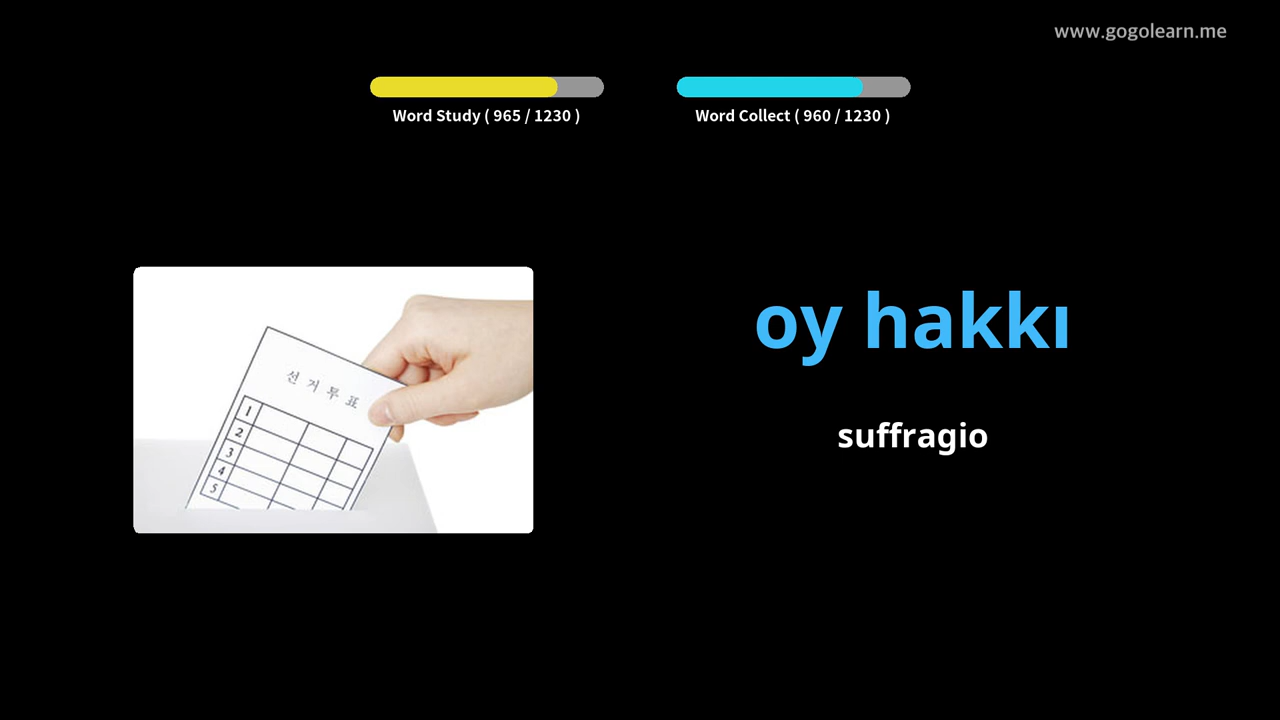 www.gogolearn.me
Word Study ( 965 / 1230 )
Word Collect ( 960 / 1230 )
선거투표
1
2
3
4
5
oy hakkı
suffragio